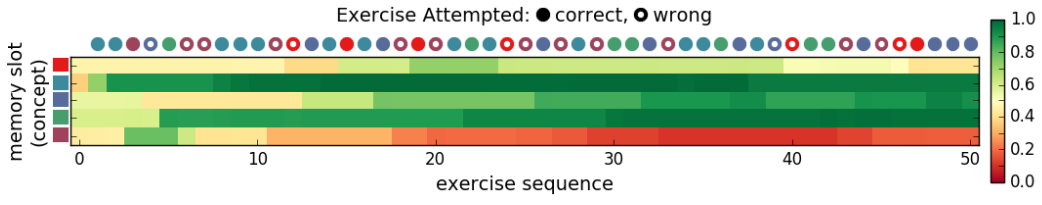 Exercise Attempted: correct, wrong
memory slot
(concept)
0 10 20 30 40 50
exercise sequence
1.0
0.8
0.6
0.4
0.2
0.0